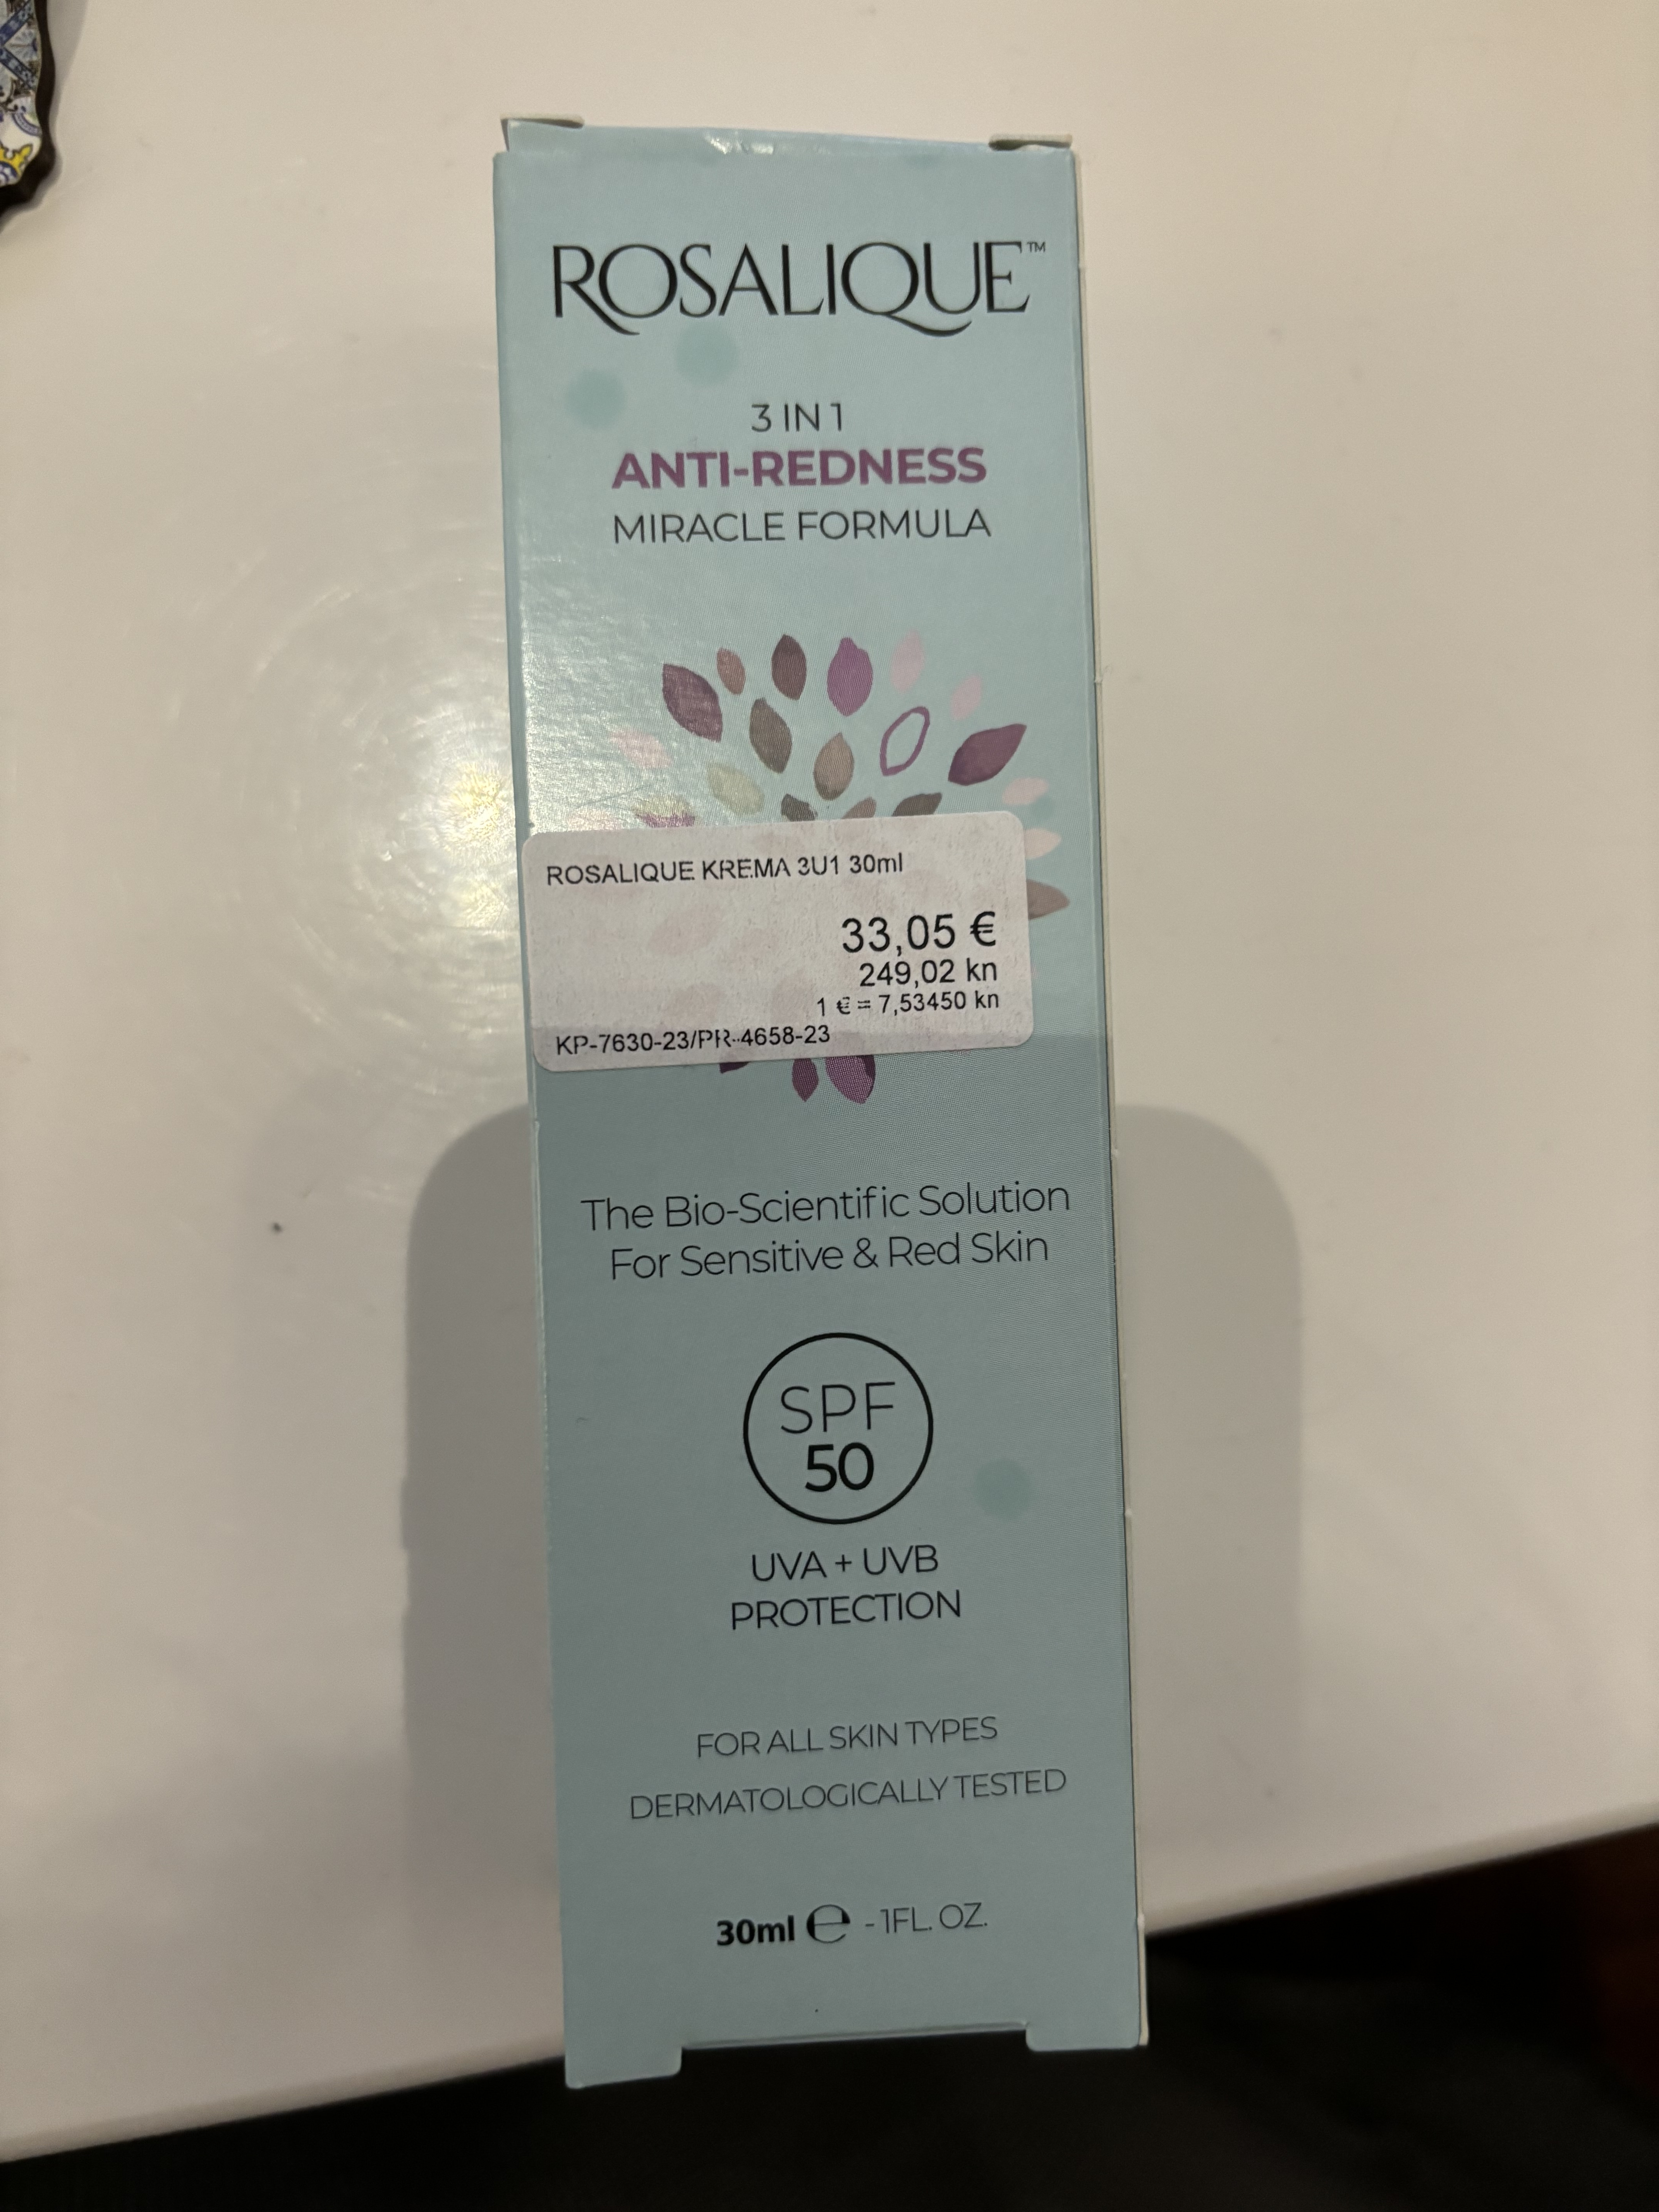 ROSALIQUE™
3 IN 1
ANTI-REDNESS
MIRACLE FORMULA
ROSALIQUE KREMA 3U1 30ml
33,05 €
249,02 kn
1 € = 7,53450 kn
KP-7630-23/PR-4658-23
The Bio-Scientific Solution
For Sensitive & Red Skin
SPF
50
UVA + UVB
PROTECTION
FOR ALL SKIN TYPES
DERMATOLOGICALLY TESTED
30ml ℮ - 1FL. OZ.